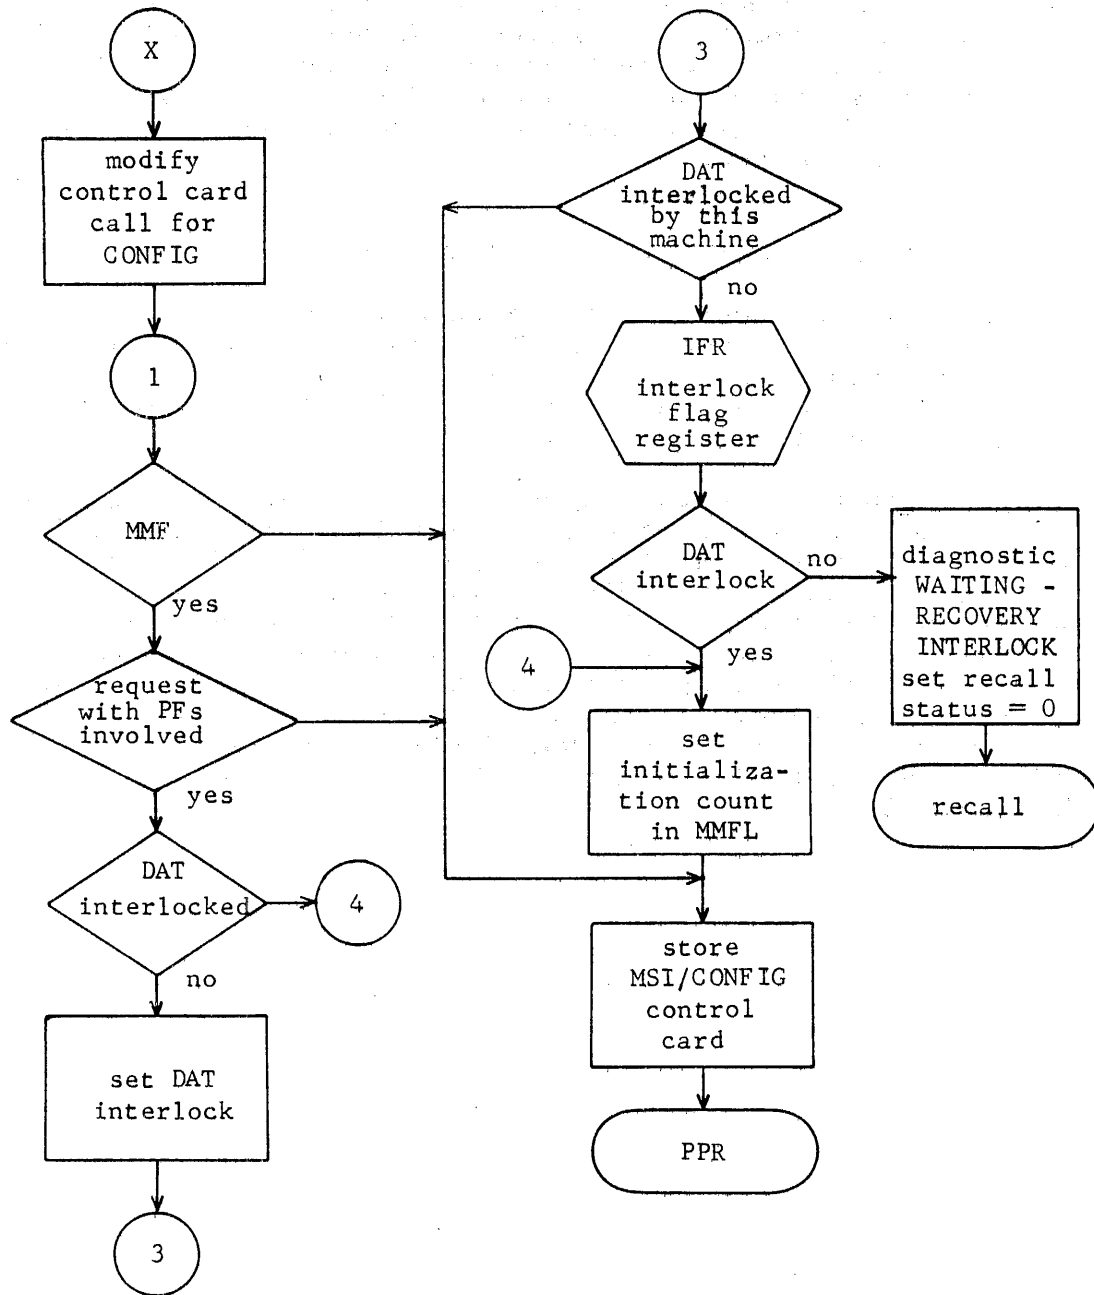 X
modify
control card
call for
CONFIG
1
MMF
yes
request
with PFs
involved
yes
DAT
interlocked
4
no
set DAT
interlock
3
3
DAT
interlocked
by this
machine
no
IFR
interlock
flag
register
DAT
interlock
no
yes
4
diagnostic
WAITING -
RECOVERY
INTERLOCK
set recall
status = 0
recall
set
initializa-
tion count
in MMFL
store
MSI/CONFIG
control
card
PPR